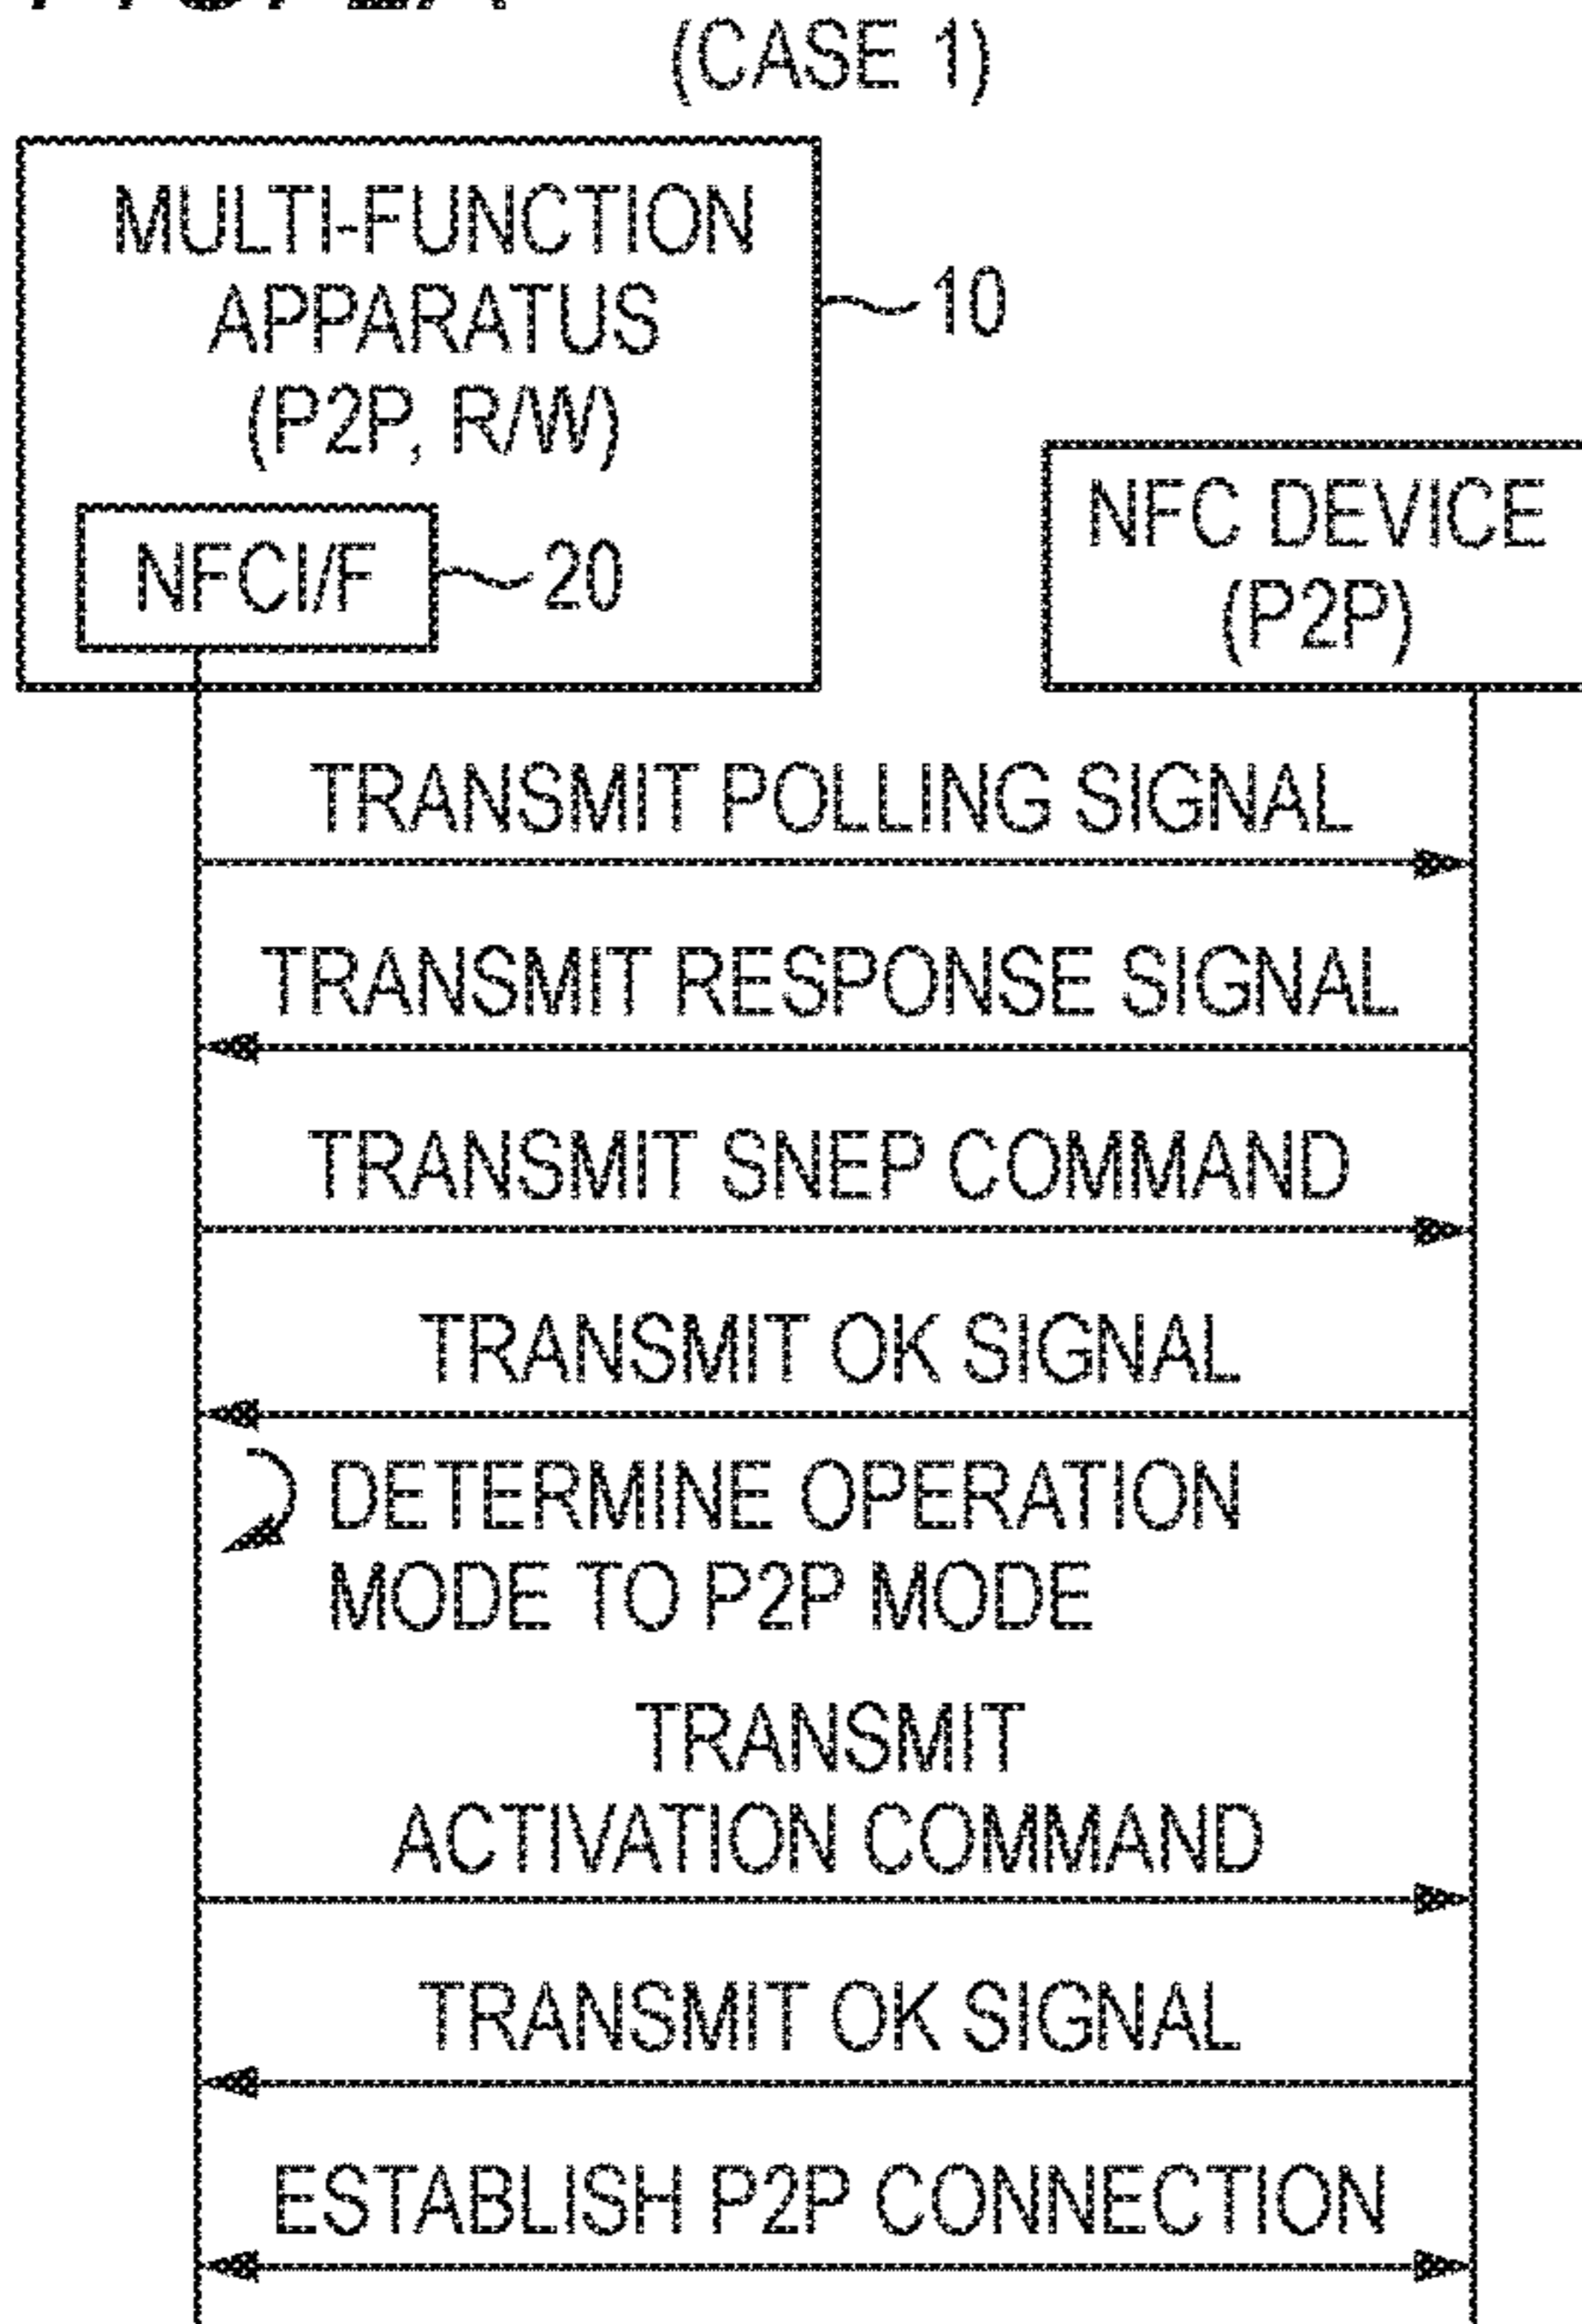 (CASE 1)
MULTI-FUNCTION
APPARATUS
(P2P, R/W)
10
NFCI/F
20
NFC DEVICE
(P2P)
TRANSMIT POLLING SIGNAL
TRANSMIT RESPONSE SIGNAL
TRANSMIT SNEP COMMAND
TRANSMIT OK SIGNAL
DETERMINE OPERATION
MODE TO P2P MODE
TRANSMIT
ACTIVATION COMMAND
TRANSMIT OK SIGNAL
ESTABLISH P2P CONNECTION